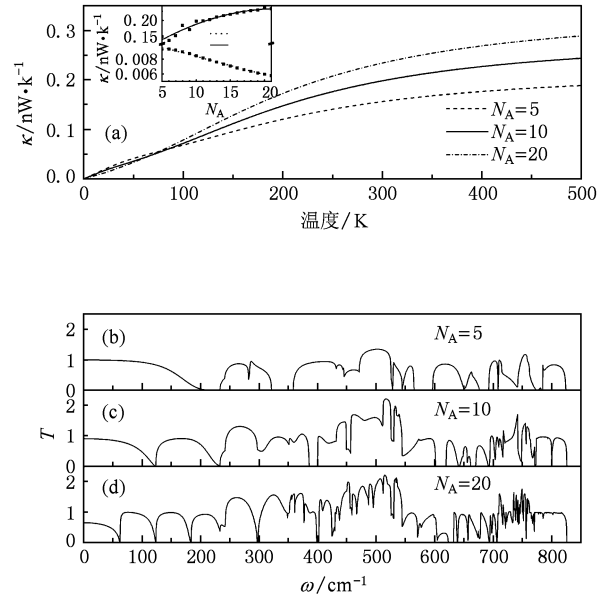 κ/nW•k⁻¹
0.3
0.2
0.1
0.0
0 100 200 300 400 500
温度/K
(a)
N_A=5
N_A=10
N_A=20
κ/nW•k⁻¹
0.20
0.15
0.008
0.006
5 10 15 20
N_A
(b) N_A=5
2
1
0
(c) N_A=10
2
1
0
(d) N_A=20
2
1
0
T
0 100 200 300 400 500 600 700 800
ω/cm⁻¹